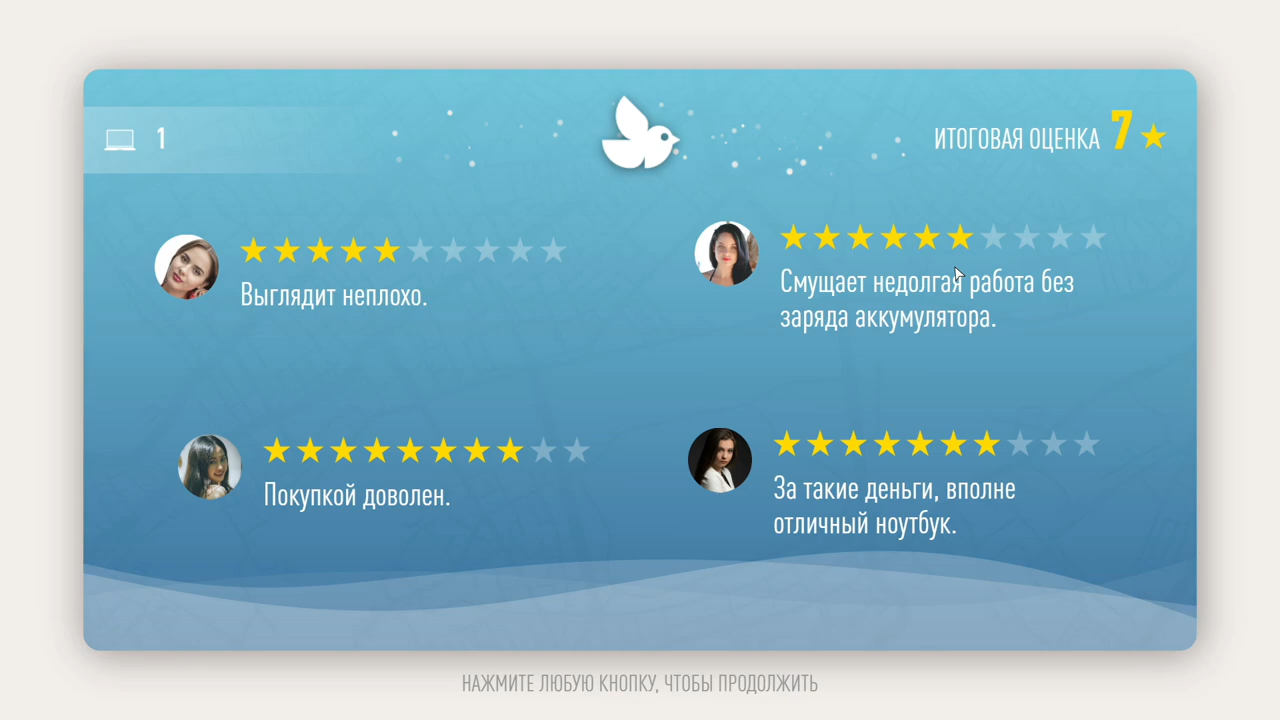 1
ИТОГОВАЯ ОЦЕНКА 7
Выглядит неплохо.
Смущает недолгая работа без
заряда аккумулятора.
Покупкой доволен.
За такие деньги, вполне
отличный ноутбук.
НАЖМИТЕ ЛЮБУЮ КНОПКУ, ЧТОБЫ ПРОДОЛЖИТЬ